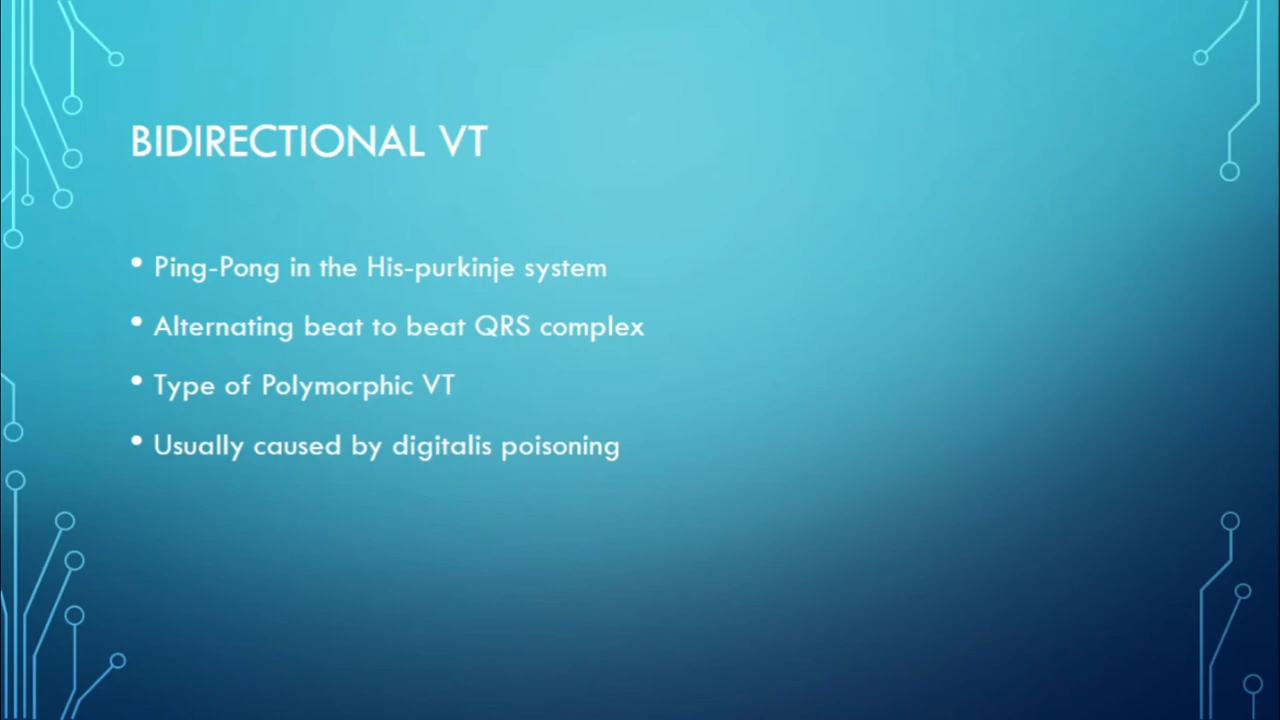 BIDIRECTIONAL VT
• Ping-Pong in the His-purkinje system
• Alternating beat to beat QRS complex
• Type of Polymorphic VT
• Usually caused by digitalis poisoning